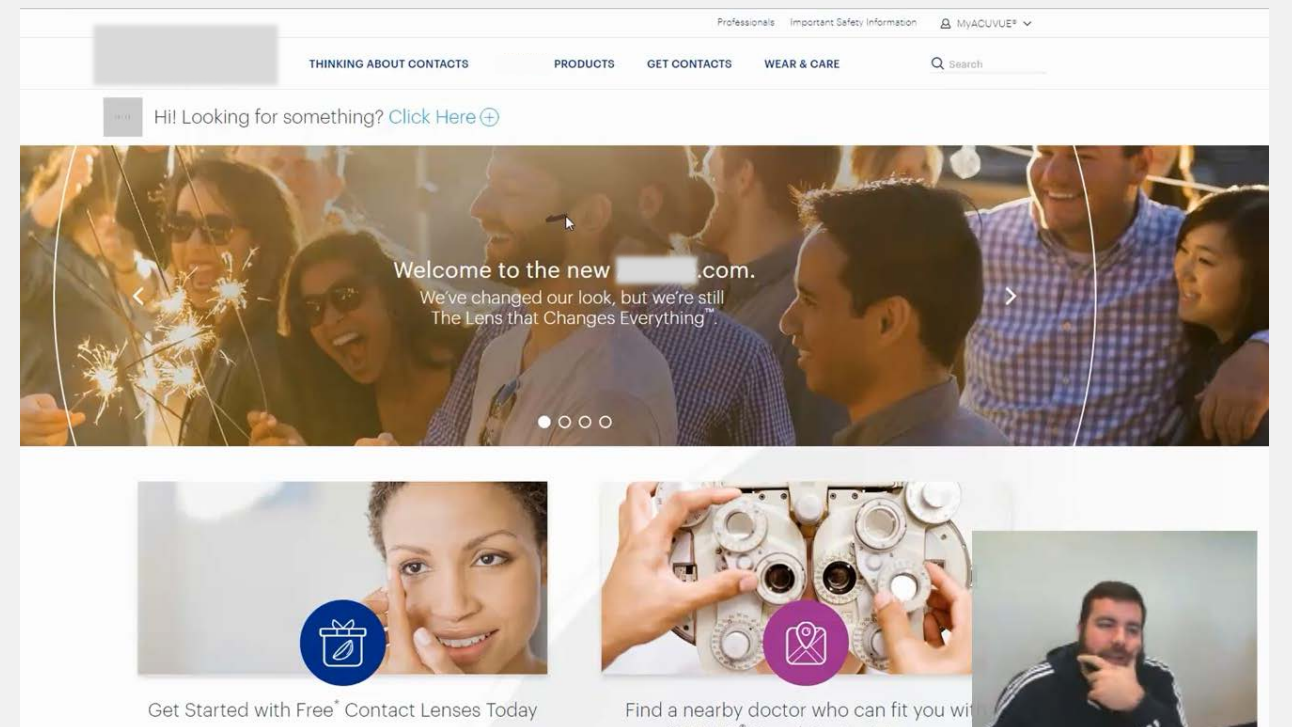 Professionals Important Safety Information MyACUVUE®
THINKING ABOUT CONTACTS PRODUCTS GET CONTACTS WEAR & CARE Search
Hi! Looking for something? Click Here
Welcome to the new .com.
We've changed our look, but we're still
The Lens that Changes Everything™.
Get Started with Free* Contact Lenses Today
Find a nearby doctor who can fit you